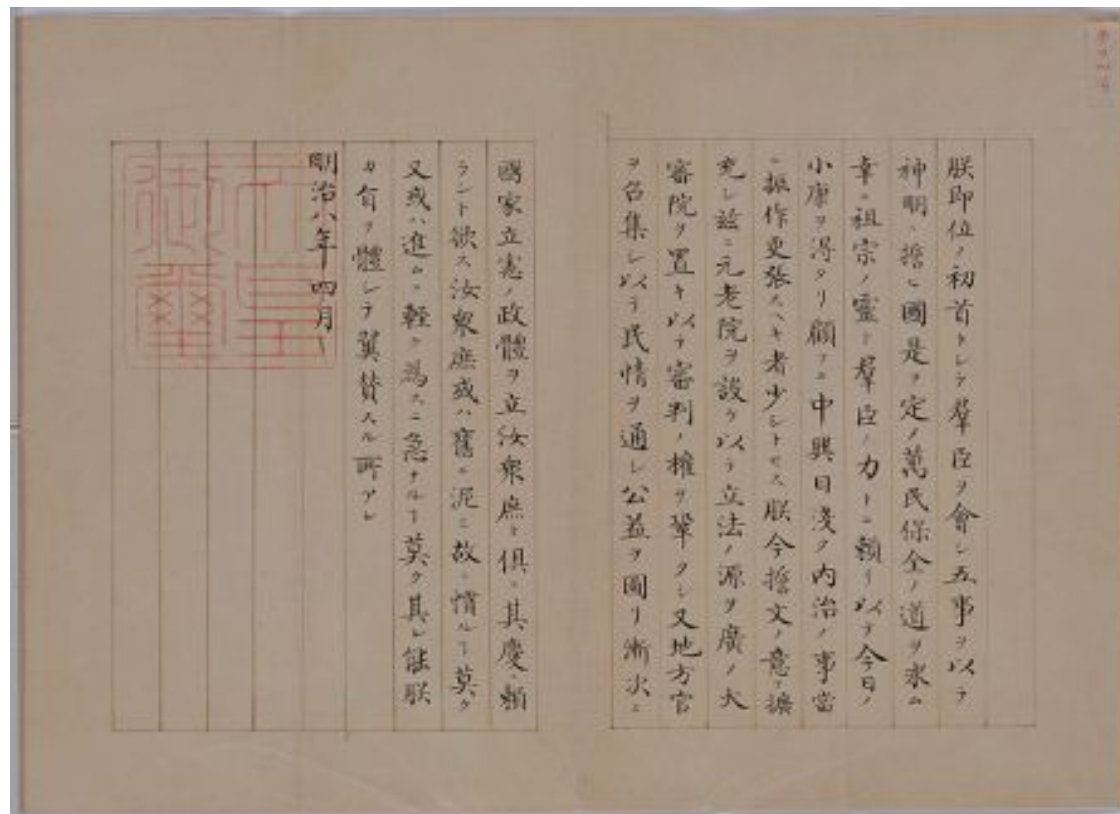 朕即位ノ初首トシテ羣臣ヲ會シ五事ヲ以テ
神明ニ誓ヒ國是ヲ定メ萬民保全ノ道ヲ求ム
幸ニ祖宗ノ靈ト羣臣ノ力トニ賴リ以テ今日ノ
小康ヲ得タリ顧フニ中興日淺ク内治ノ事當
ニ振作更張スヘキ者少シトセス朕今誓文ノ意ヲ擴
充シ茲ニ元老院ヲ設ケ以テ立法ノ源ヲ廣メ大
審院ヲ置キ以テ審判ノ權ヲ鞏クシ又地方官
ヲ召集シ以テ民情ヲ通シ公益ヲ圖リ漸次ニ
國家立憲ノ政體ヲ立汝衆庶ト俱ニ其慶ニ賴
ラント欲ス汝衆庶或ハ舊ニ泥ミ故ニ慣ルヿ莫ク
又或ハ進ムニ輕ク為スニ急ナルヿ莫ク其レ能朕
カ旨ヲ體シテ翼贊スル所アレ
明治八年四月
天皇
御璽